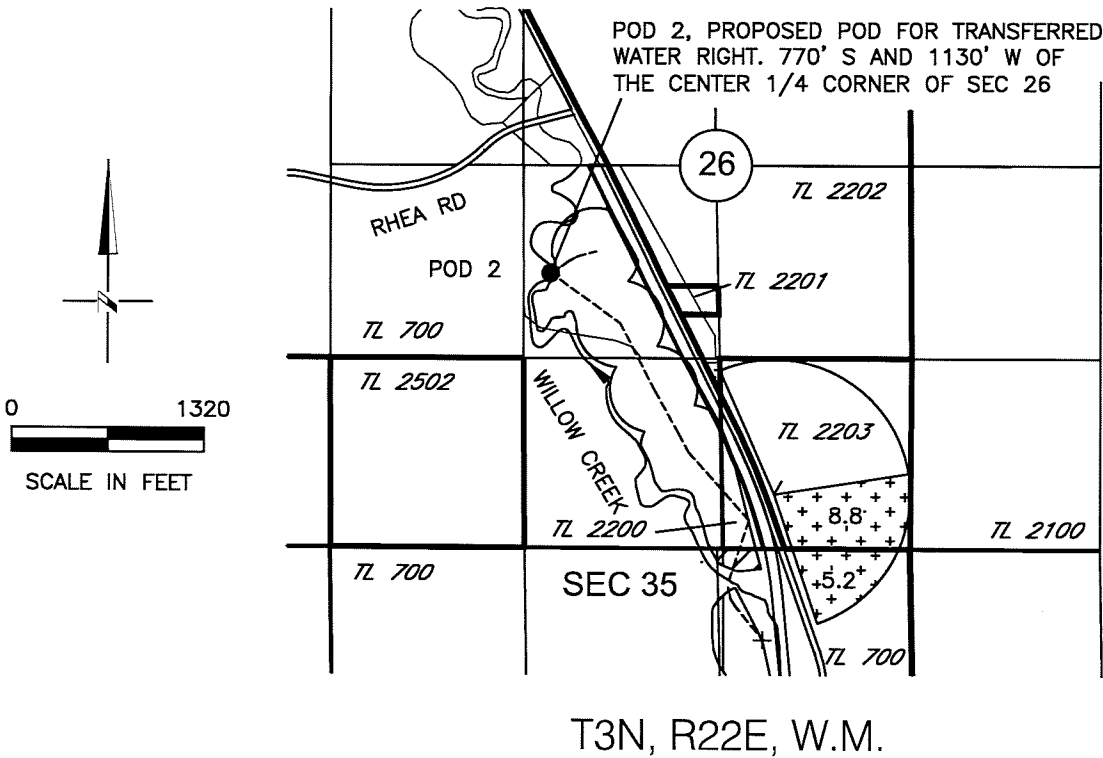 POD 2, PROPOSED POD FOR TRANSFERRED
WATER RIGHT. 770' S AND 1130' W OF
THE CENTER 1/4 CORNER OF SEC 26
26
TL 2202
RHEA RD
POD 2
TL 2201
TL 700
TL 2502
0 1320
SCALE IN FEET
WILLOW CREEK
TL 2203
8.8
TL 2200
TL 2100
TL 700
SEC 35
5.2
TL 700
T3N, R22E, W.M.